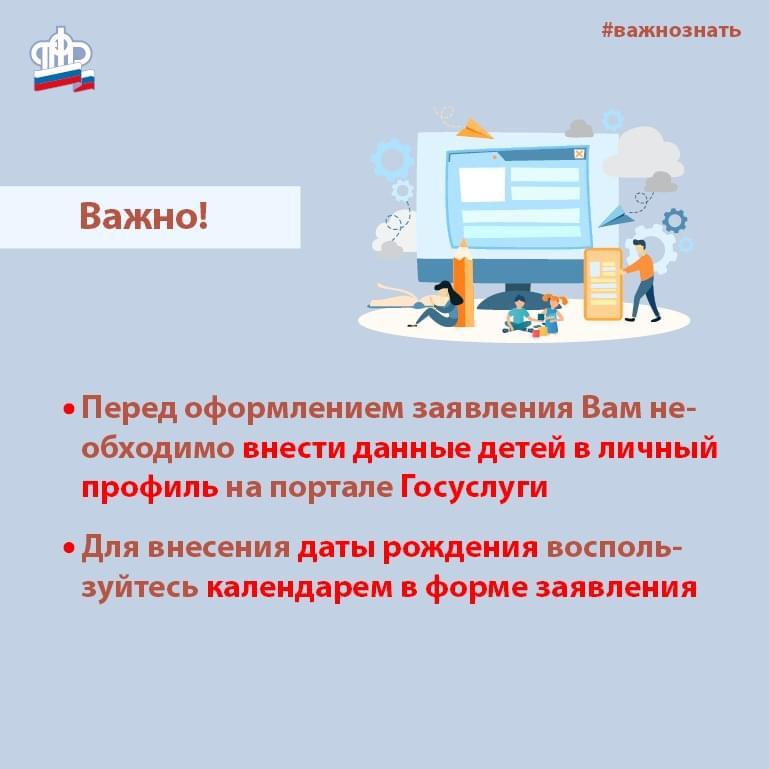 #важнознать
Важно!
• Перед оформлением заявления Вам не-
обходимо внести данные детей в личный
профиль на портале Госуслуги
• Для внесения даты рождения восполь-
зуйтесь календарем в форме заявления